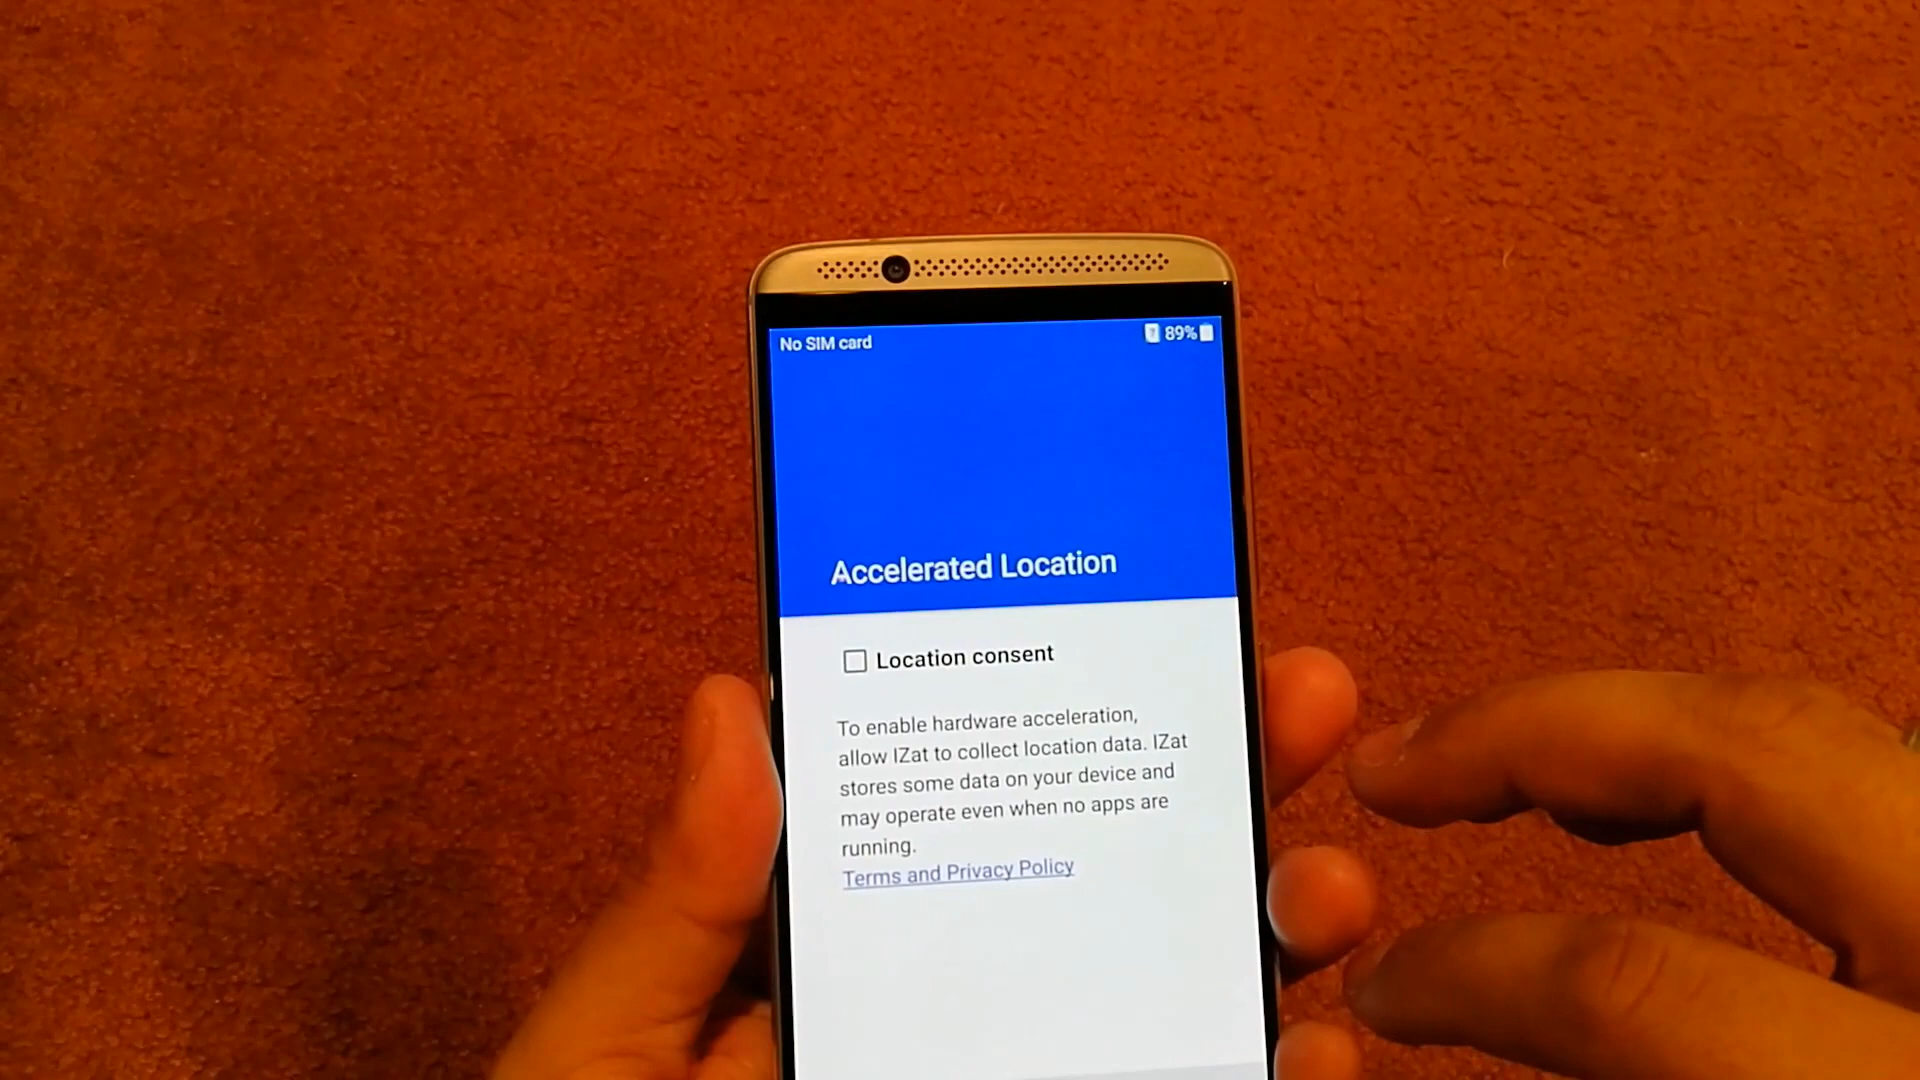 No SIM card
89%
Accelerated Location
Location consent
To enable hardware acceleration,
allow IZat to collect location data. IZat
stores some data on your device and
may operate even when no apps are
running.
Terms and Privacy Policy